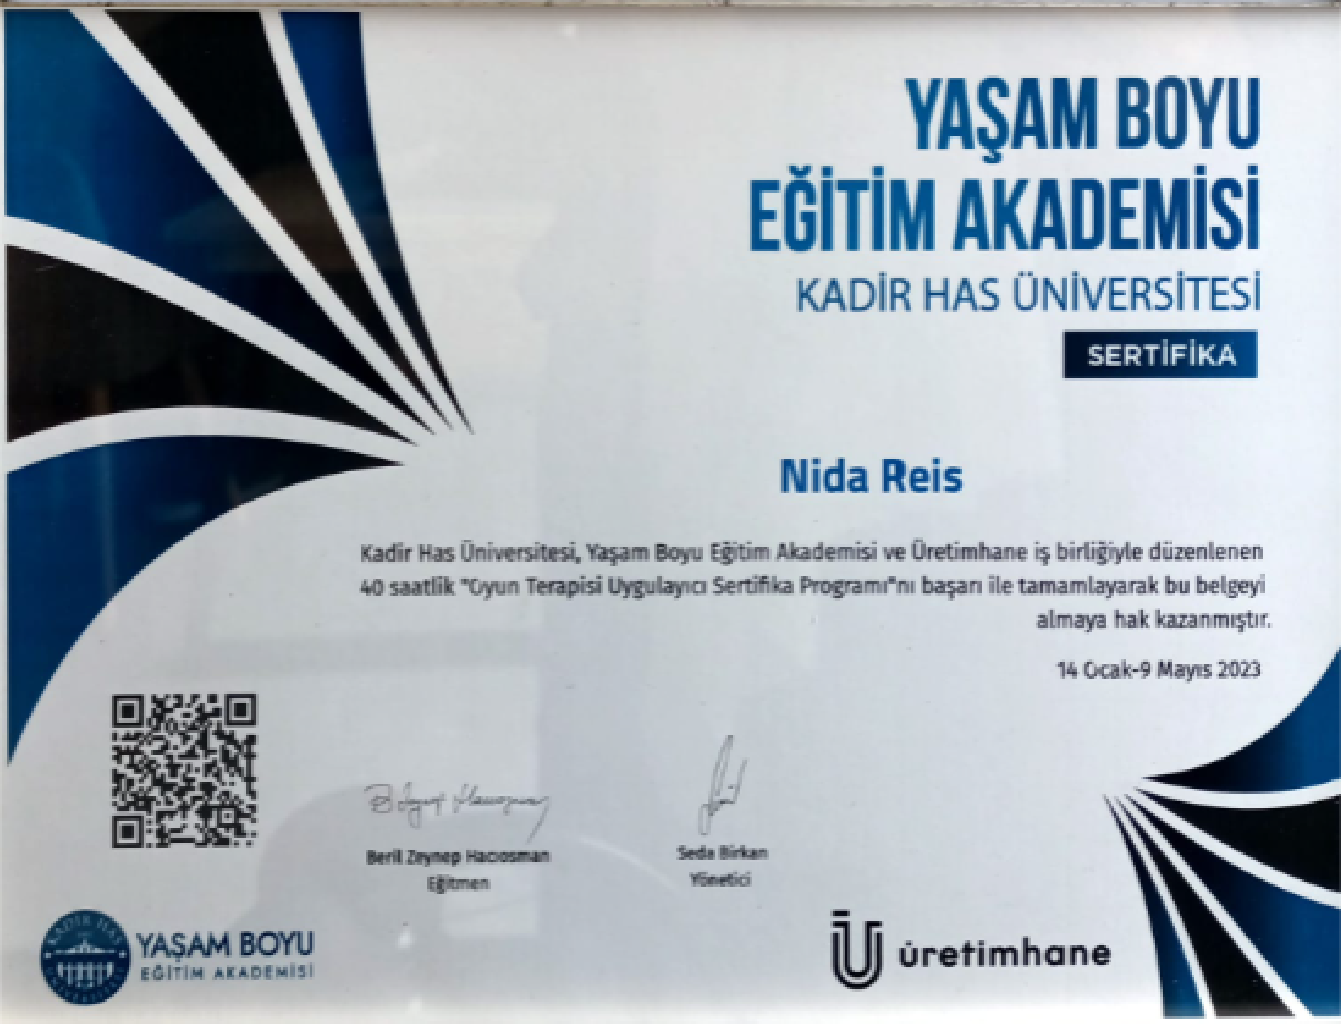 YAŞAM BOYU
EĞİTİM AKADEMİSİ
KADİR HAS ÜNİVERSİTESİ
SERTİFİKA
Nida Reis
Kadir Has Üniversitesi, Yaşam Boyu Eğitim Akademisi ve Üretimhane iş birliğiyle düzenlenen
40 saatlik "Oyun Terapisi Uygulayıcı Sertifika Programı"nı başarı ile tamamlayarak bu belgeyi
almaya hak kazanmıştır.
14 Ocak-9 Mayıs 2023
Beril Zeynep Hacıosman
Eğitmen
Seda Birkan
Yönetici
KADİR HAS
YAŞAM BOYU
EĞİTİM AKADEMİSİ
üretimhane